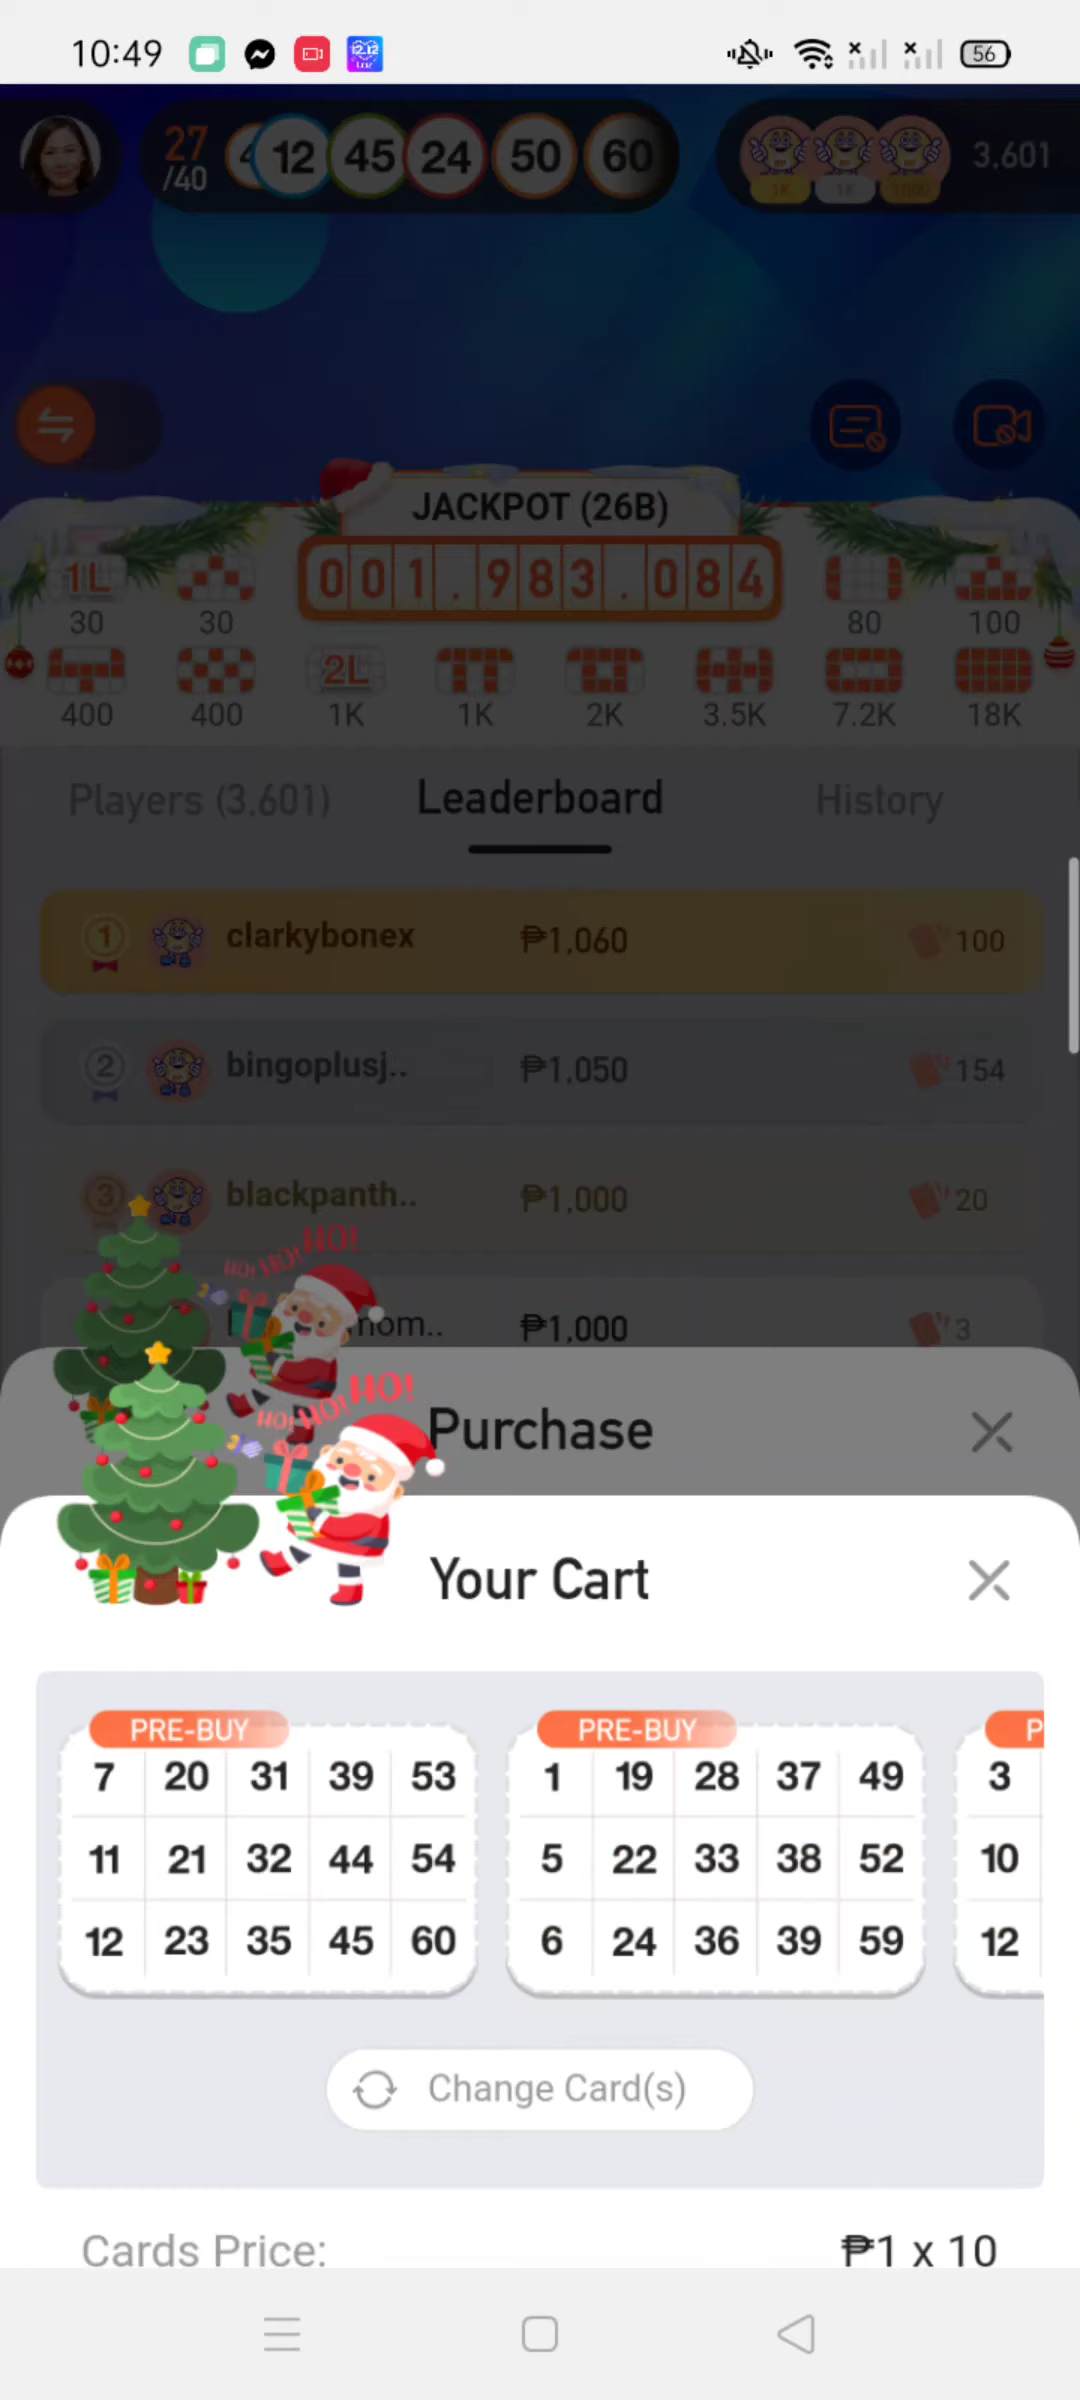 10:49
12.12
56
27
/40
12 45 24 50 60
3,601
JACKPOT (26B)
001.983.084
1L
30
30
80
100
2L
400
400
1K
1K
2K
3.5K
7.2K
18K
Players (3,601)
Leaderboard
History
1 clarkybonex ₱1,060 100
2 bingoplusj.. ₱1,050 154
3 blackpanth.. ₱1,000 20
HO! HO! HO!
mom.. ₱1,000 3
HO! HO! HO!
Purchase
Your Cart
PRE-BUY PRE-BUY P
7 20 31 39 53 1 19 28 37 49 3
11 21 32 44 54 5 22 33 38 52 10
12 23 35 45 60 6 24 36 39 59 12
Change Card(s)
Cards Price: ₱1 x 10